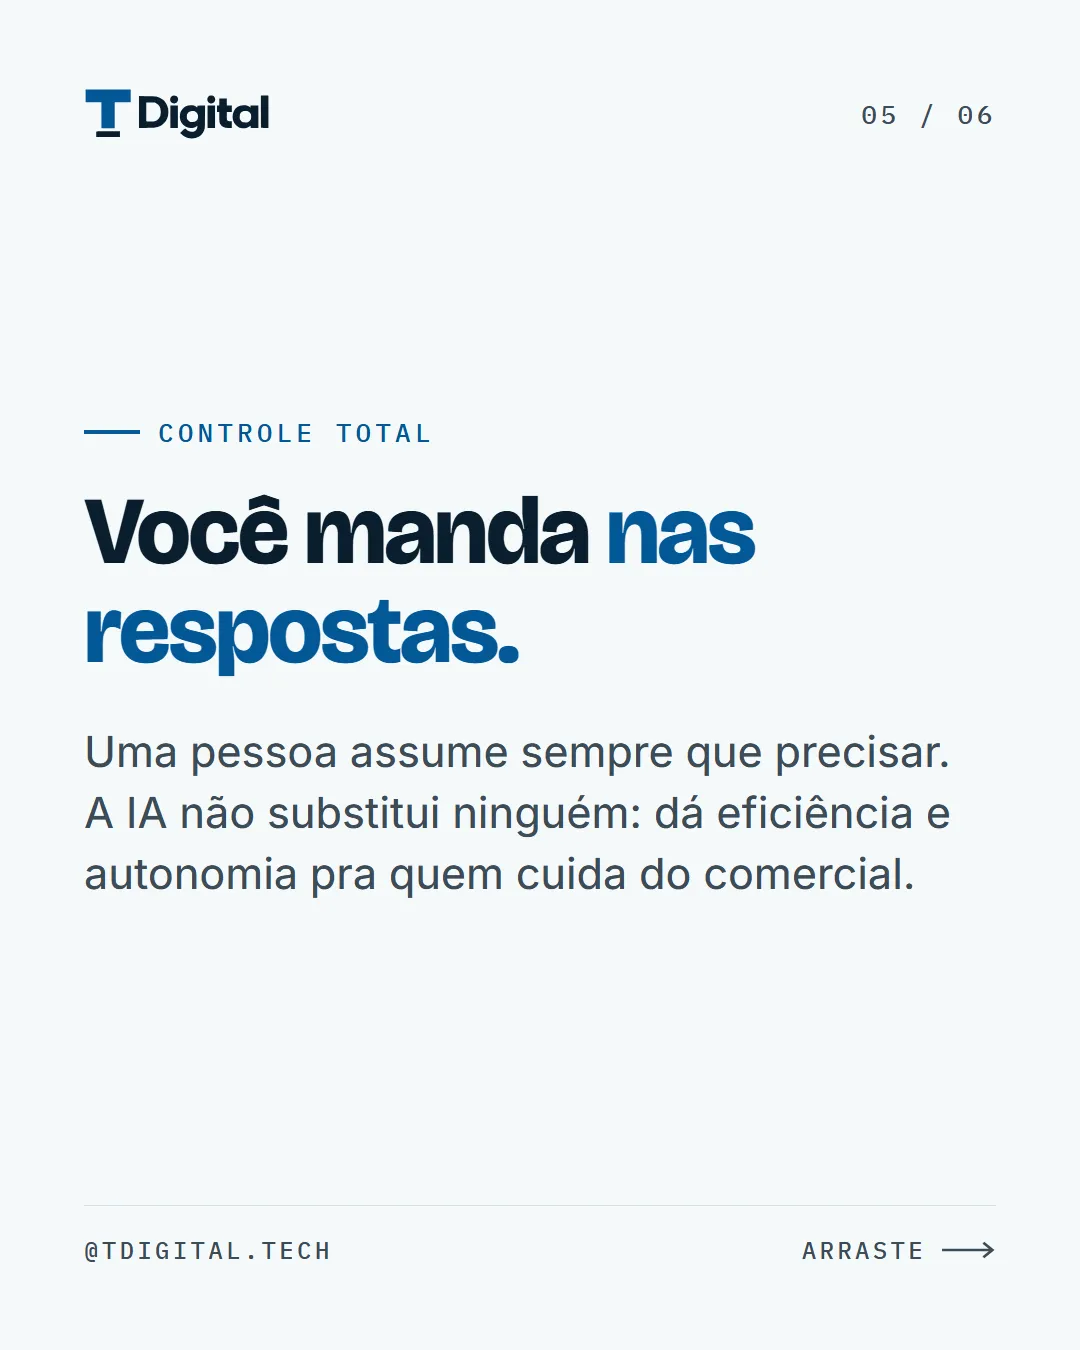 T Digital
05 / 06
CONTROLE TOTAL
Você manda nas
respostas.
Uma pessoa assume sempre que precisar.
A IA não substitui ninguém: dá eficiência e
autonomia pra quem cuida do comercial.
@TDIGITAL.TECH
ARRASTE